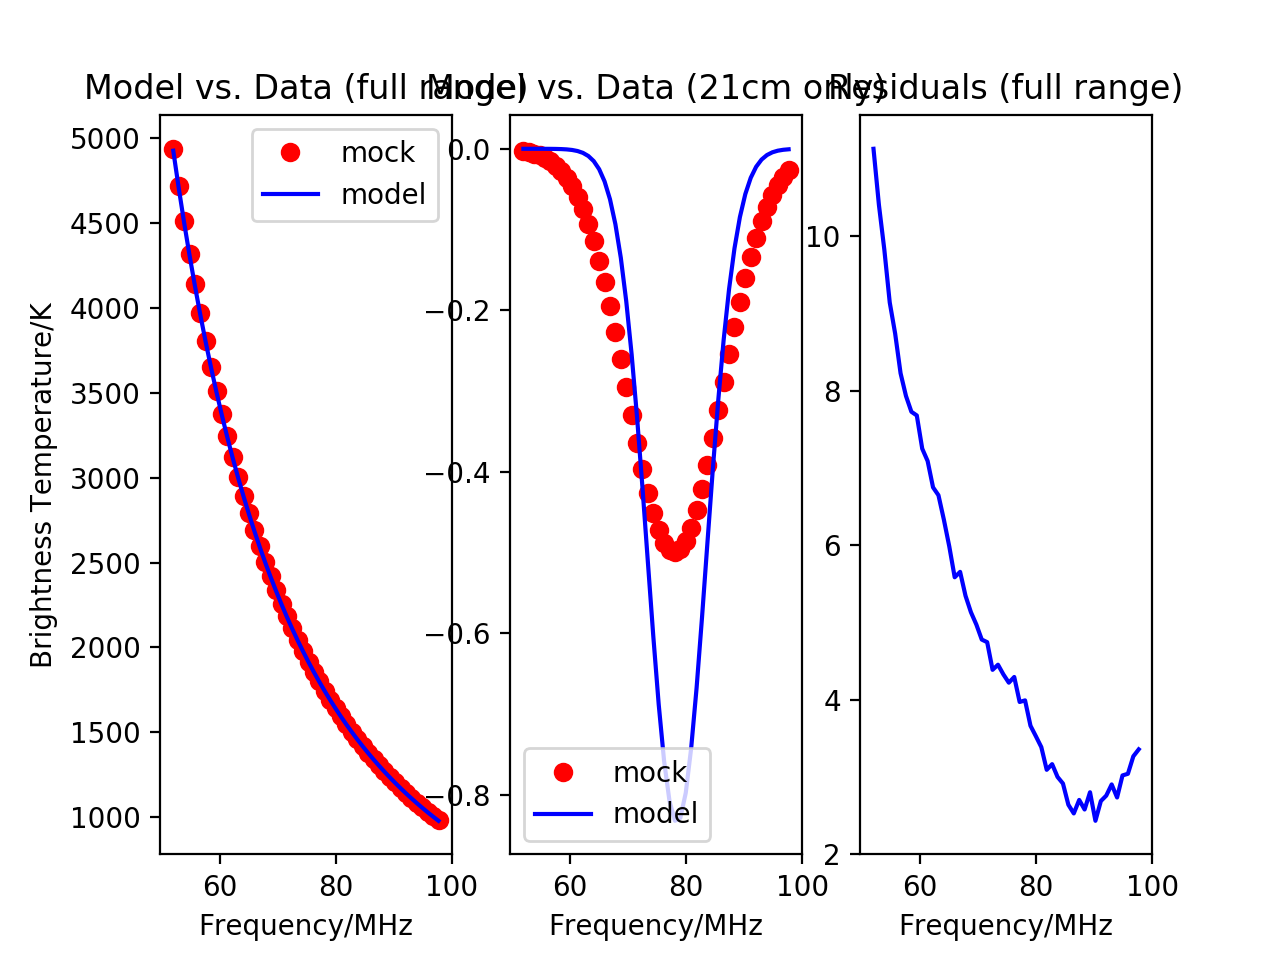 Model vs. Data (full range)
Model vs. Data (21cm only)
Residuals (full range)
Brightness Temperature/K
5000
4500
4000
3500
3000
2500
2000
1500
1000
mock
model
60
80
100
Frequency/MHz
0.0
−0.2
−0.4
−0.6
−0.8
mock
model
60
80
100
Frequency/MHz
10
8
6
4
2
60
80
100
Frequency/MHz